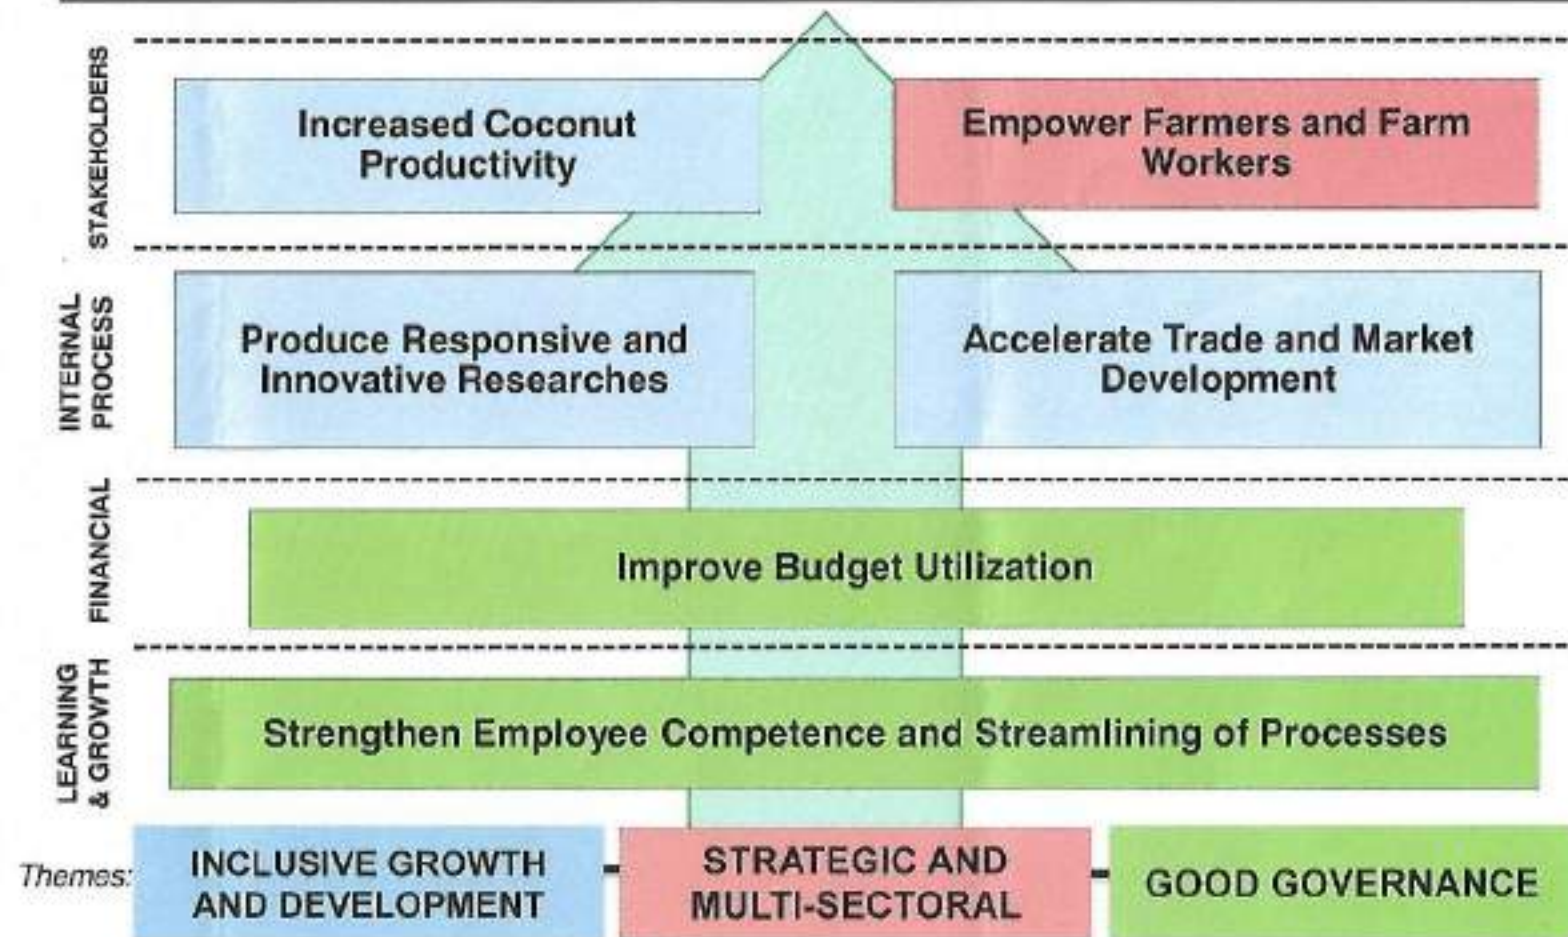 STAKEHOLDERS
Increased Coconut
Productivity
Empower Farmers and Farm
Workers
INTERNAL
PROCESS
Produce Responsive and
Innovative Researches
Accelerate Trade and Market
Development
FINANCIAL
Improve Budget Utilization
LEARNING
& GROWTH
Strengthen Employee Competence and Streamlining of Processes
Themes:
INCLUSIVE GROWTH
AND DEVELOPMENT
STRATEGIC AND
MULTI-SECTORAL
GOOD GOVERNANCE